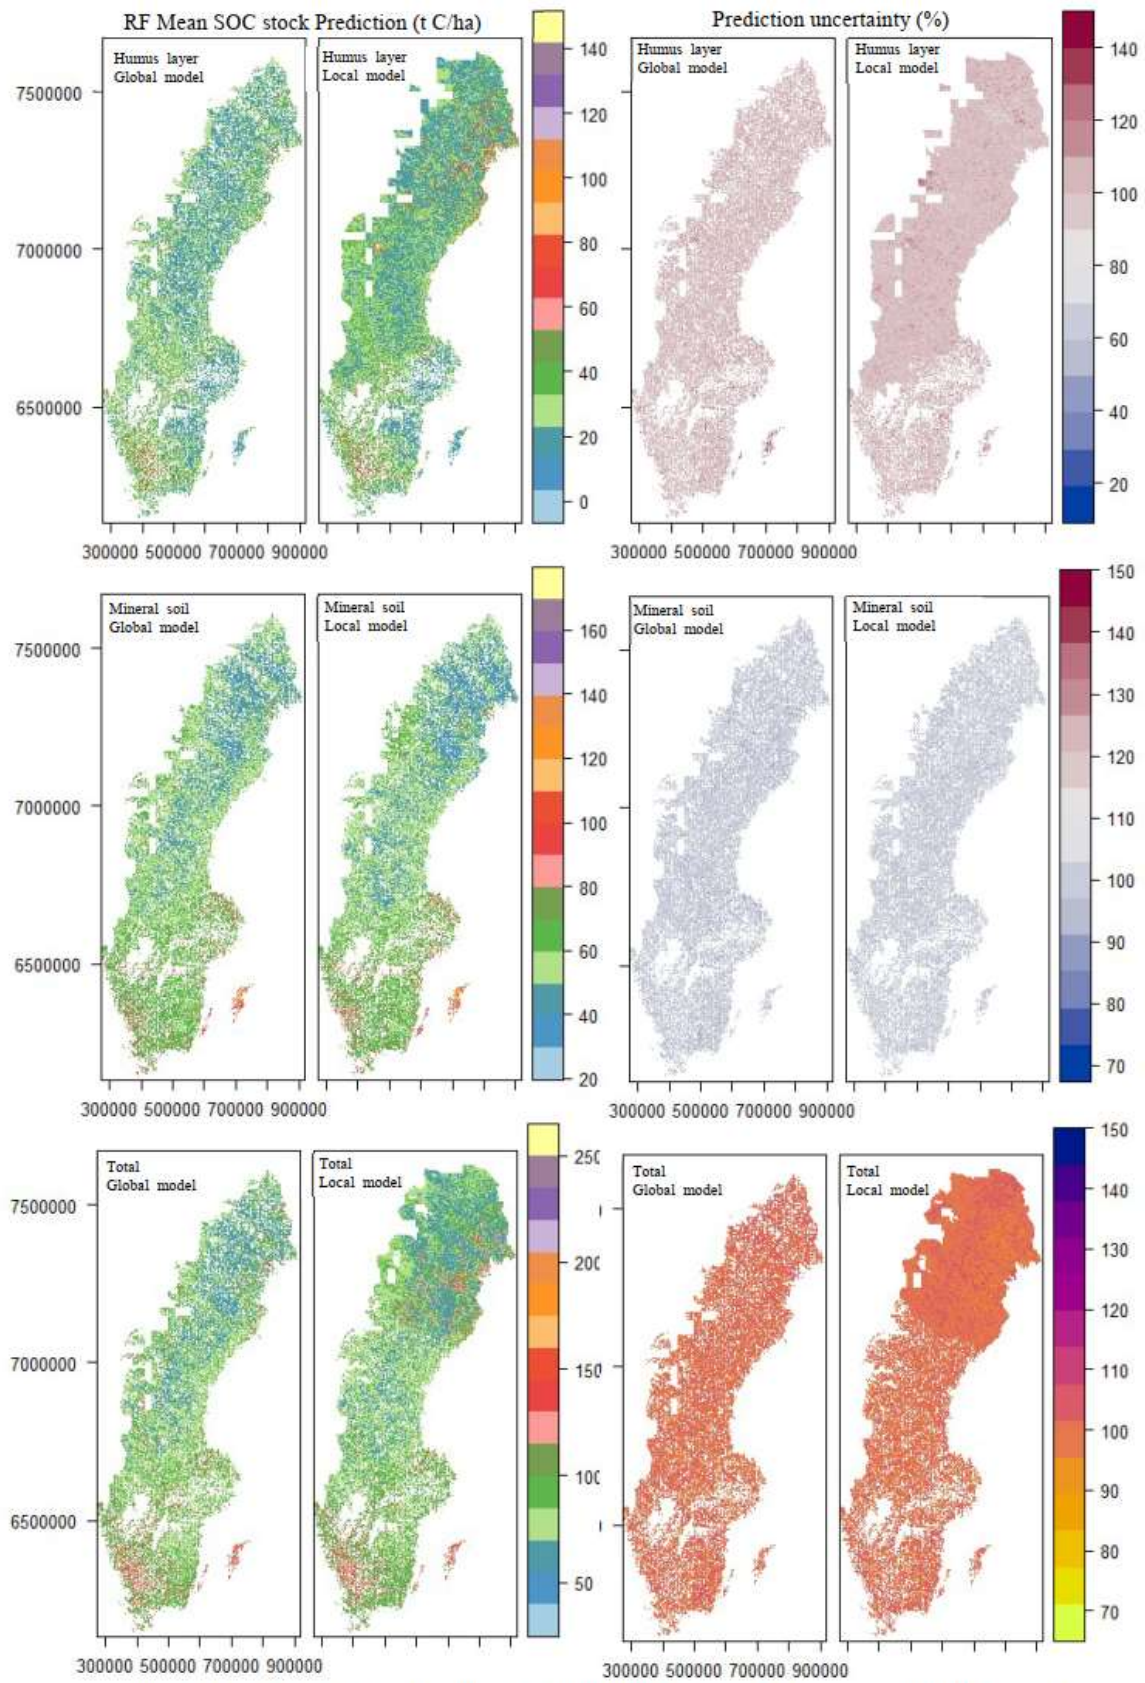 RF Mean SOC stock Prediction (t C/ha)
Prediction uncertainty (%)
Humus layer
Global model
Humus layer
Local model
7500000
7000000
6500000
300000 500000 700000 900000
140
120
100
80
60
40
20
0
Humus layer
Global model
Humus layer
Local model
300000 500000 700000 900000
140
120
100
80
60
40
20
Mineral soil
Global model
Mineral soil
Local model
7500000
7000000
6500000
300000 500000 700000 900000
160
140
120
100
80
60
40
20
Mineral soil
Global model
Mineral soil
Local model
300000 500000 700000 900000
150
140
130
120
110
100
90
80
70
Total
Global model
Total
Local model
7500000
7000000
6500000
300000 500000 700000 900000
250
200
150
100
50
Total
Global model
Total
Local model
300000 500000 700000 900000
150
140
130
120
110
100
90
80
70